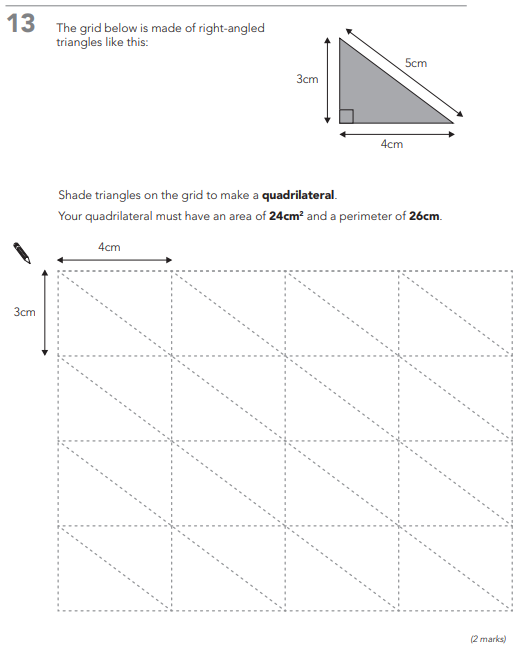 13
The grid below is made of right-angled
triangles like this:
3cm
5cm
4cm
Shade triangles on the grid to make a quadrilateral.
Your quadrilateral must have an area of 24cm² and a perimeter of 26cm.
4cm
3cm
(2 marks)